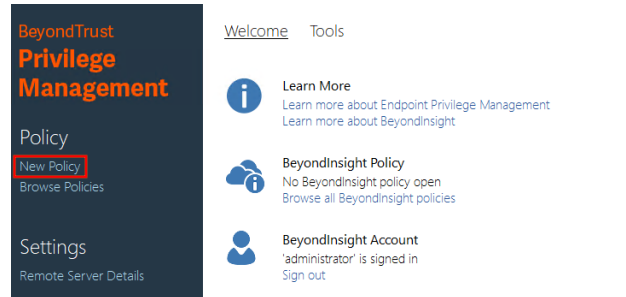 BeyondTrust
Privilege
Management
Policy
New Policy
Browse Policies
Settings
Remote Server Details
Welcome Tools
Learn More
Learn more about Endpoint Privilege Management
Learn more about BeyondInsight
BeyondInsight Policy
No BeyondInsight policy open
Browse all BeyondInsight policies
BeyondInsight Account
'administrator' is signed in
Sign out